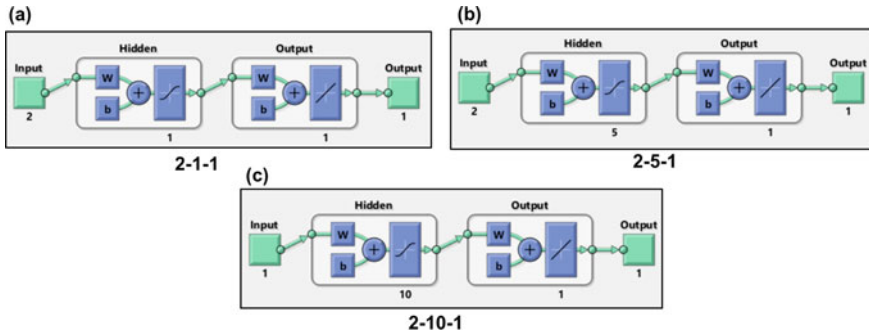 (a)
Hidden
Output
Input
Output
W
b
+
W
b
+
2
1
1
1
2-1-1
(b)
Hidden
Output
Input
Output
W
b
+
W
b
+
2
5
1
1
2-5-1
(c)
Hidden
Output
Input
Output
W
b
+
W
b
+
1
10
1
1
2-10-1